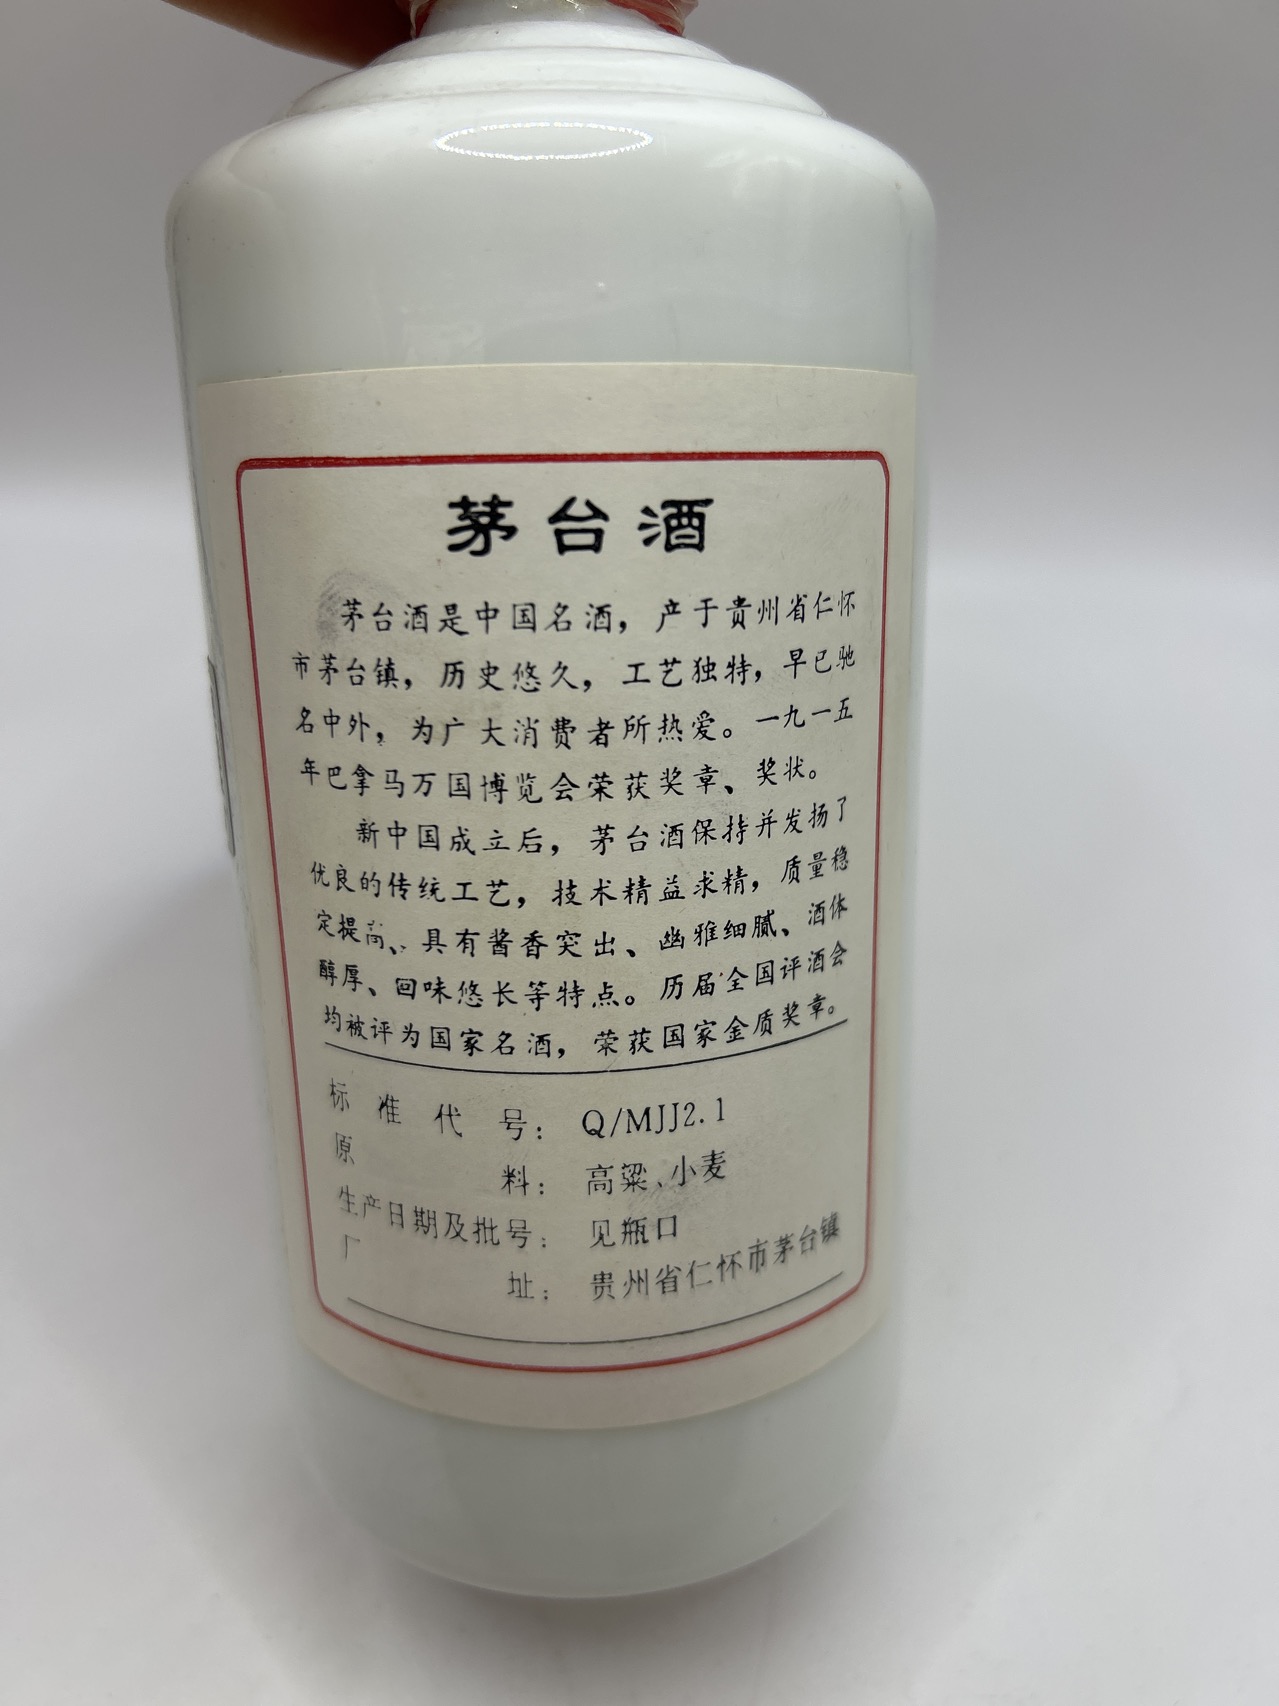 茅台酒
茅台酒是中国名酒，产于贵州省仁怀
市茅台镇，历史悠久，工艺独特，早已驰
名中外，为广大消费者所热爱。一九一五
年巴拿马万国博览会荣获奖章、奖状。
新中国成立后，茅台酒保持并发扬了
优良的传统工艺，技术精益求精，质量稳
定提高、具有酱香突出、幽雅细腻、酒体
醇厚、回味悠长等特点。历届全国评酒会
均被评为国家名酒，荣获国家金质奖章。
标准代号：Q/MJJ2.1
原料：高粱、小麦
生产日期及批号：见瓶口
厂址：贵州省仁怀市茅台镇